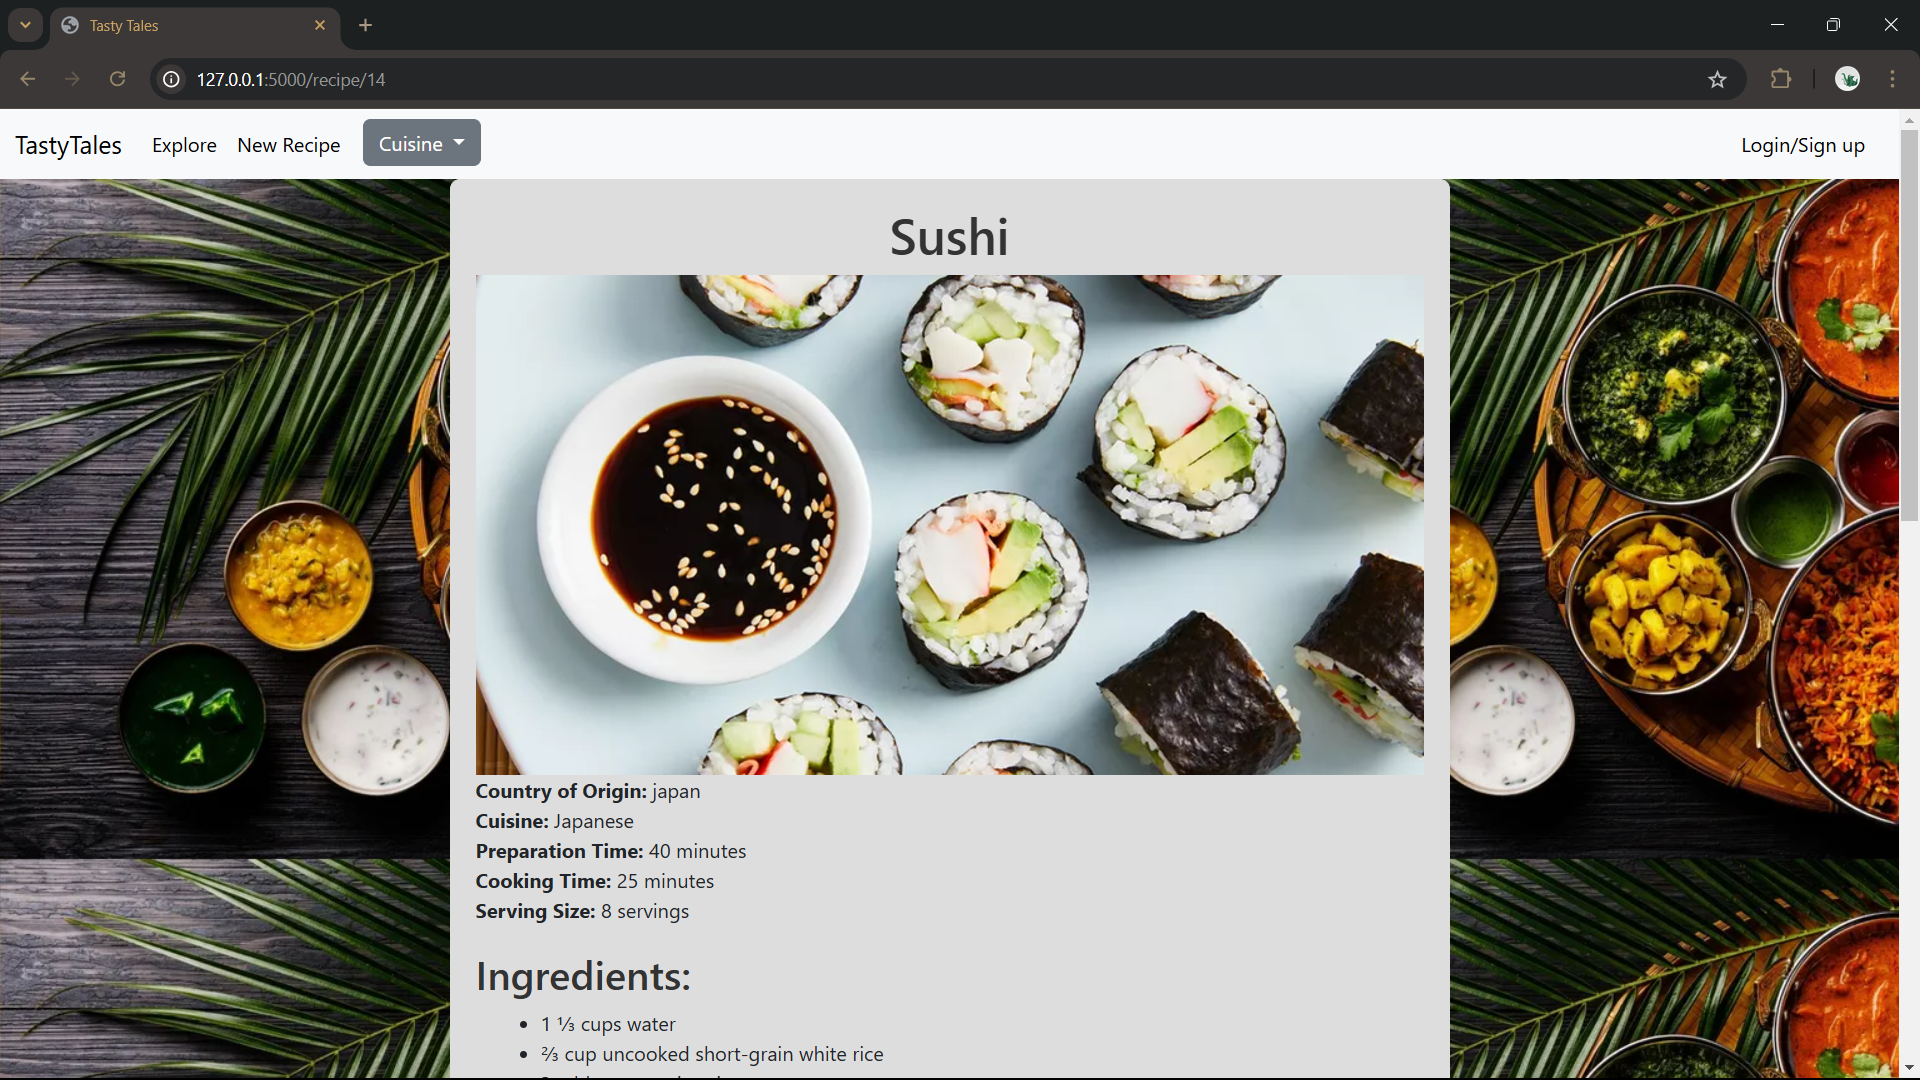 Tasty Tales
127.0.0.1:5000/recipe/14
TastyTales Explore New Recipe Cuisine Login/Sign up
Sushi
Country of Origin: japan
Cuisine: Japanese
Preparation Time: 40 minutes
Cooking Time: 25 minutes
Serving Size: 8 servings
Ingredients:
• 1 ⅓ cups water
• ⅔ cup uncooked short-grain white rice